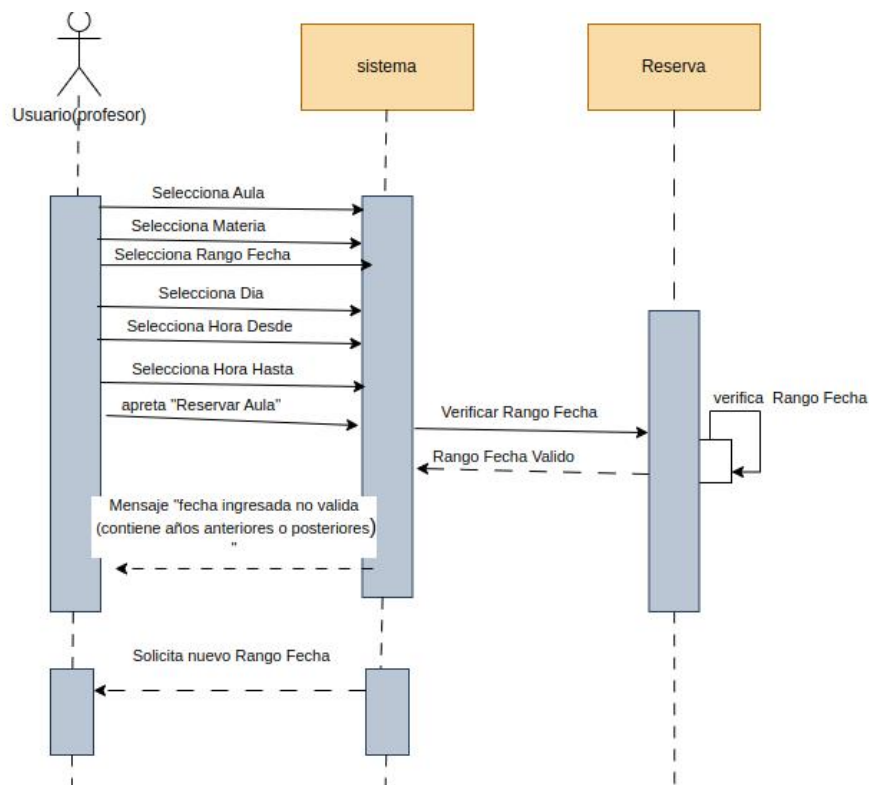 sistema
Reserva
Usuario(profesor)
Selecciona Aula
Selecciona Materia
Selecciona Rango Fecha
Selecciona Dia
Selecciona Hora Desde
Selecciona Hora Hasta
apreta "Reservar Aula"
Verificar Rango Fecha
verifica Rango Fecha
Rango Fecha Valido
Mensaje "fecha ingresada no valida
(contiene años anteriores o posteriores)
"
Solicita nuevo Rango Fecha